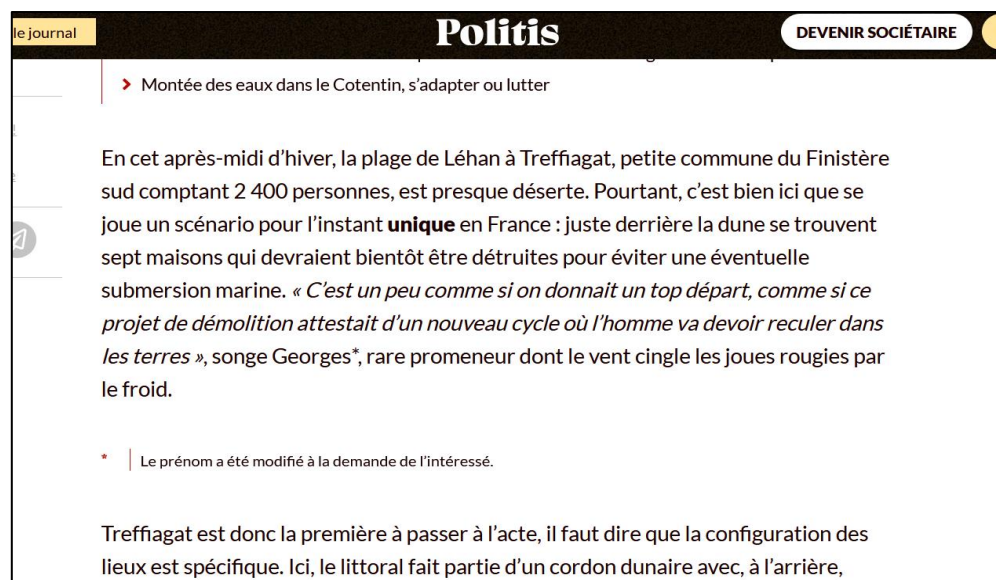 le journal
Politis
DEVENIR SOCIÉTAIRE
Montée des eaux dans le Cotentin, s’adapter ou lutter
En cet après-midi d’hiver, la plage de Léhan à Treffiagat, petite commune du Finistère
sud comptant 2 400 personnes, est presque déserte. Pourtant, c’est bien ici que se
joue un scénario pour l’instant unique en France : juste derrière la dune se trouvent
sept maisons qui devraient bientôt être détruites pour éviter une éventuelle
submersion marine. « C’est un peu comme si on donnait un top départ, comme si ce
projet de démolition attestait d’un nouveau cycle où l’homme va devoir reculer dans
les terres », songe Georges*, rare promeneur dont le vent cingle les joues rougies par
le froid.
* Le prénom a été modifié à la demande de l’intéressé.
Treffiagat est donc la première à passer à l’acte, il faut dire que la configuration des
lieux est spécifique. Ici, le littoral fait partie d’un cordon dunaire avec, à l’arrière,